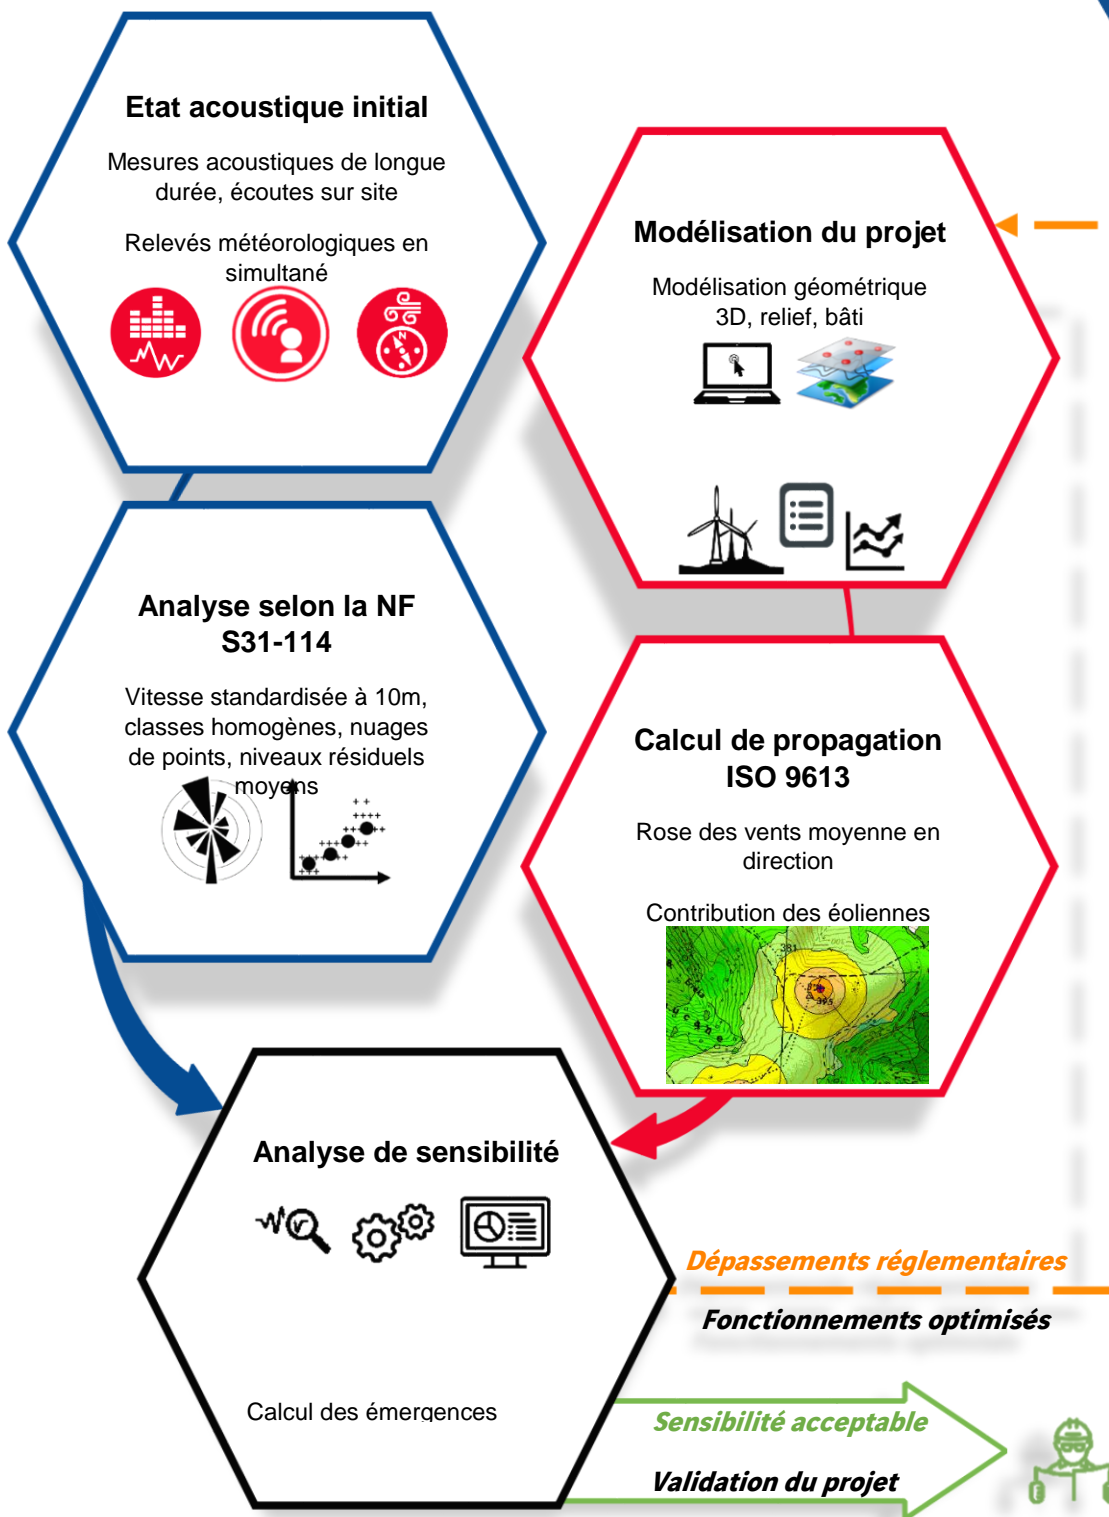 Etat acoustique initial
Mesures acoustiques de longue
durée, écoutes sur site
Relevés météorologiques en
simultané
Modélisation du projet
Modélisation géométrique
3D, relief, bâti
Analyse selon la NF
S31-114
Vitesse standardisée à 10m,
classes homogènes, nuages
de points, niveaux résiduels
moyens
Calcul de propagation
ISO 9613
Rose des vents moyenne en
direction
Contribution des éoliennes
381
395
Analyse de sensibilité
Calcul des émergences
Dépassements réglementaires
Fonctionnements optimisés
Sensibilité acceptable
Validation du projet